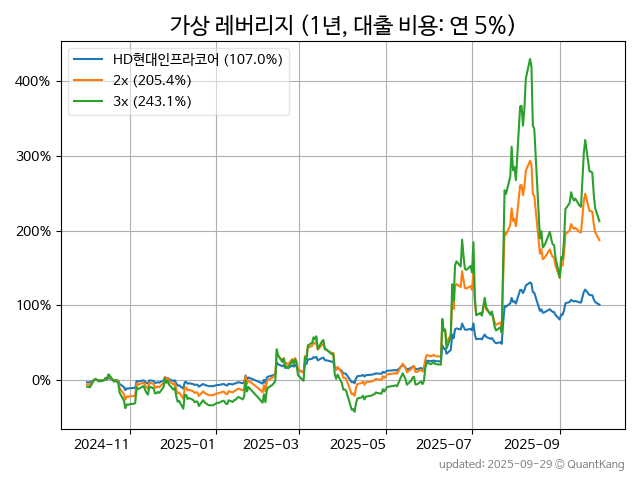 가상 레버리지 (1년, 대출 비용: 연 5%)
HD현대인프라코어 (107.0%)
2x (205.4%)
3x (243.1%)
400%
300%
200%
100%
0%
2024-11
2025-01
2025-03
2025-05
2025-07
2025-09
updated: 2025-09-29 © QuantKang